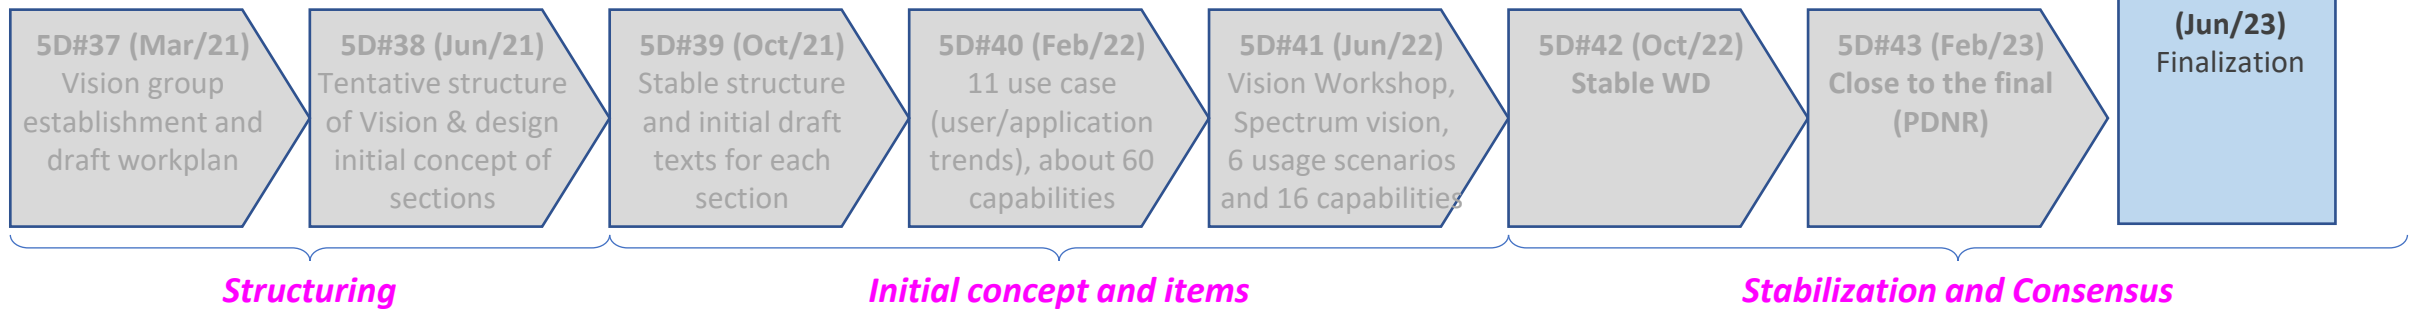 5D#37 (Mar/21)
Vision group
establishment and
draft workplan
5D#38 (Jun/21)
Tentative structure
of Vision & design
initial concept of
sections
5D#39 (Oct/21)
Stable structure
and initial draft
texts for each
section
5D#40 (Feb/22)
11 use case
(user/application
trends), about 60
capabilities
5D#41 (Jun/22)
Vision Workshop,
Spectrum vision,
6 usage scenarios
and 16 capabilities
5D#42 (Oct/22)
Stable WD
5D#43 (Feb/23)
Close to the final
(PDNR)
(Jun/23)
Finalization
Structuring
Initial concept and items
Stabilization and Consensus